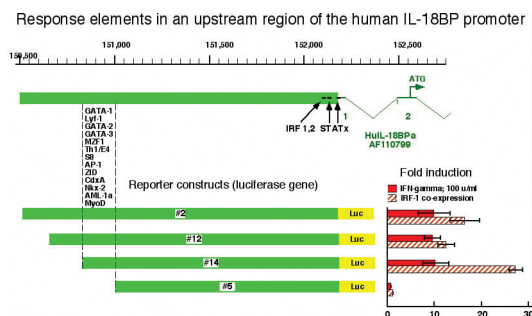 Response elements in an upstream region of the human IL-18BP promoter
150,500 151,000 151,500 152,000 152,500
ATG
1 1 2
IRF 1,2 STATx
HuIL-18BPa
AF110799
GATA-1
Lyf-1
GATA-2
GATA-3
MZF1
Th1/E4
S8
AP-1
ZID
CdxA
Nkx-2
AML-1a
MyoD
Reporter constructs (luciferase gene)
Fold induction
IFN-gamma; 100 u/ml
IRF-1 co-expression
#2 Luc
#12 Luc
#14 Luc
#5 Luc
0 10 20 30